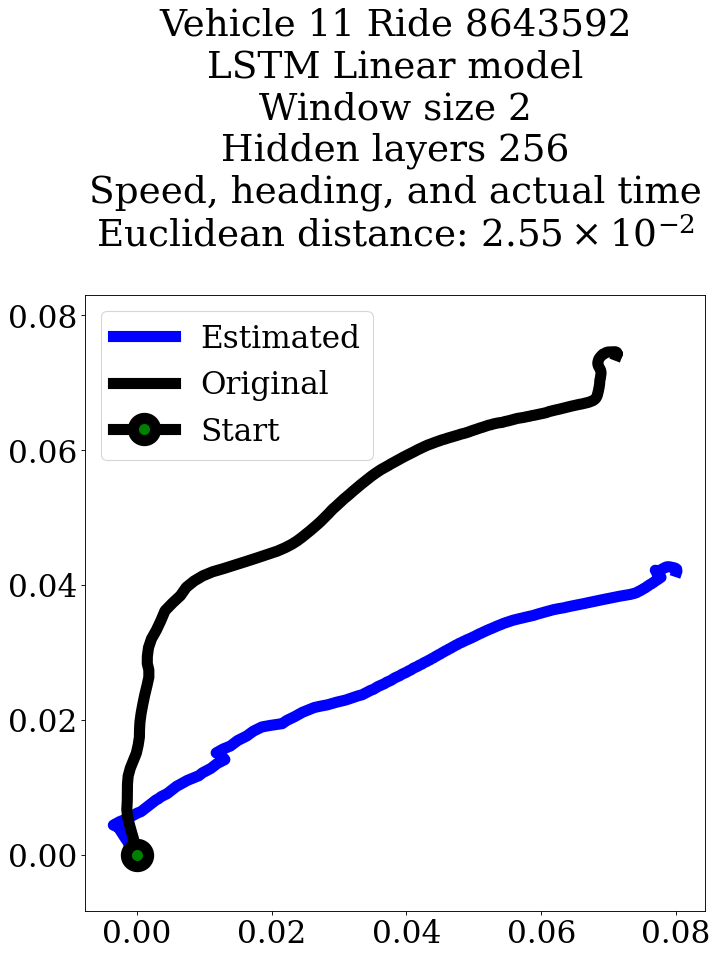 Vehicle 11 Ride 8643592
LSTM Linear model
Window size 2
Hidden layers 256
Speed, heading, and actual time
Euclidean distance: 2.55 × 10⁻²
Estimated
Original
Start
0.08
0.06
0.04
0.02
0.00
0.00 0.02 0.04 0.06 0.08